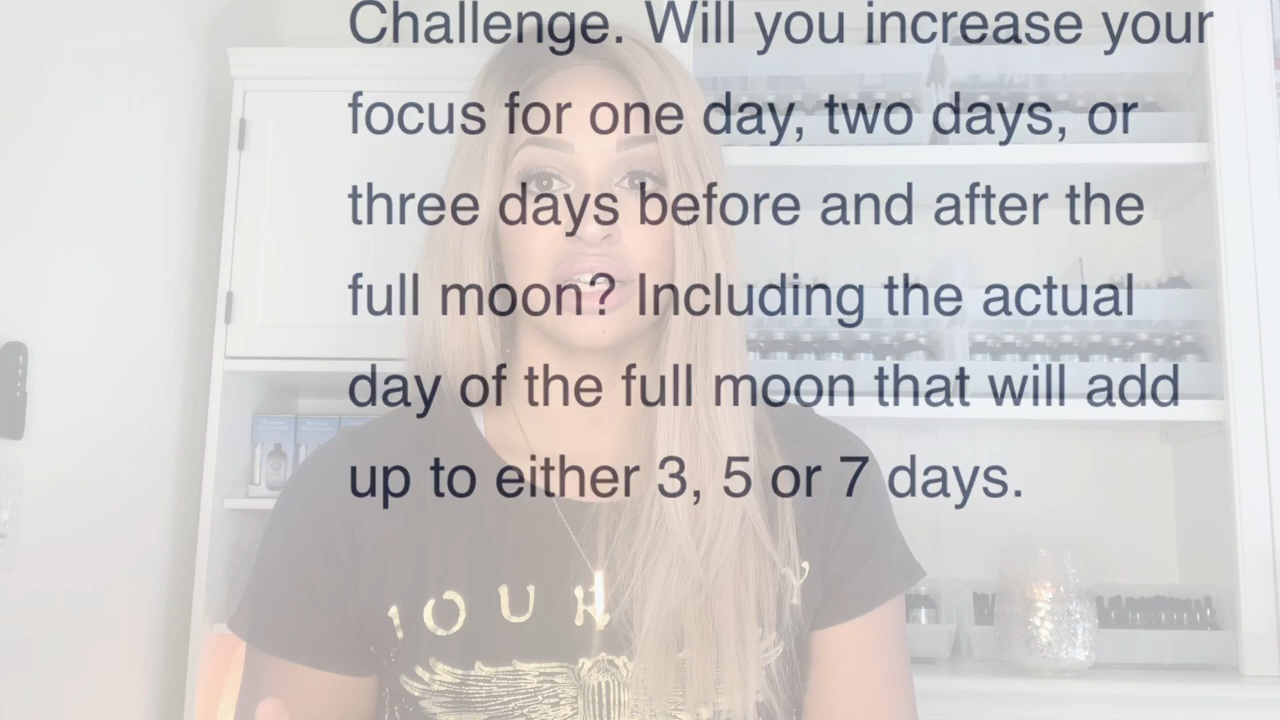 Challenge. Will you increase your
focus for one day, two days, or
three days before and after the
full moon? Including the actual
day of the full moon that will add
up to either 3, 5 or 7 days.